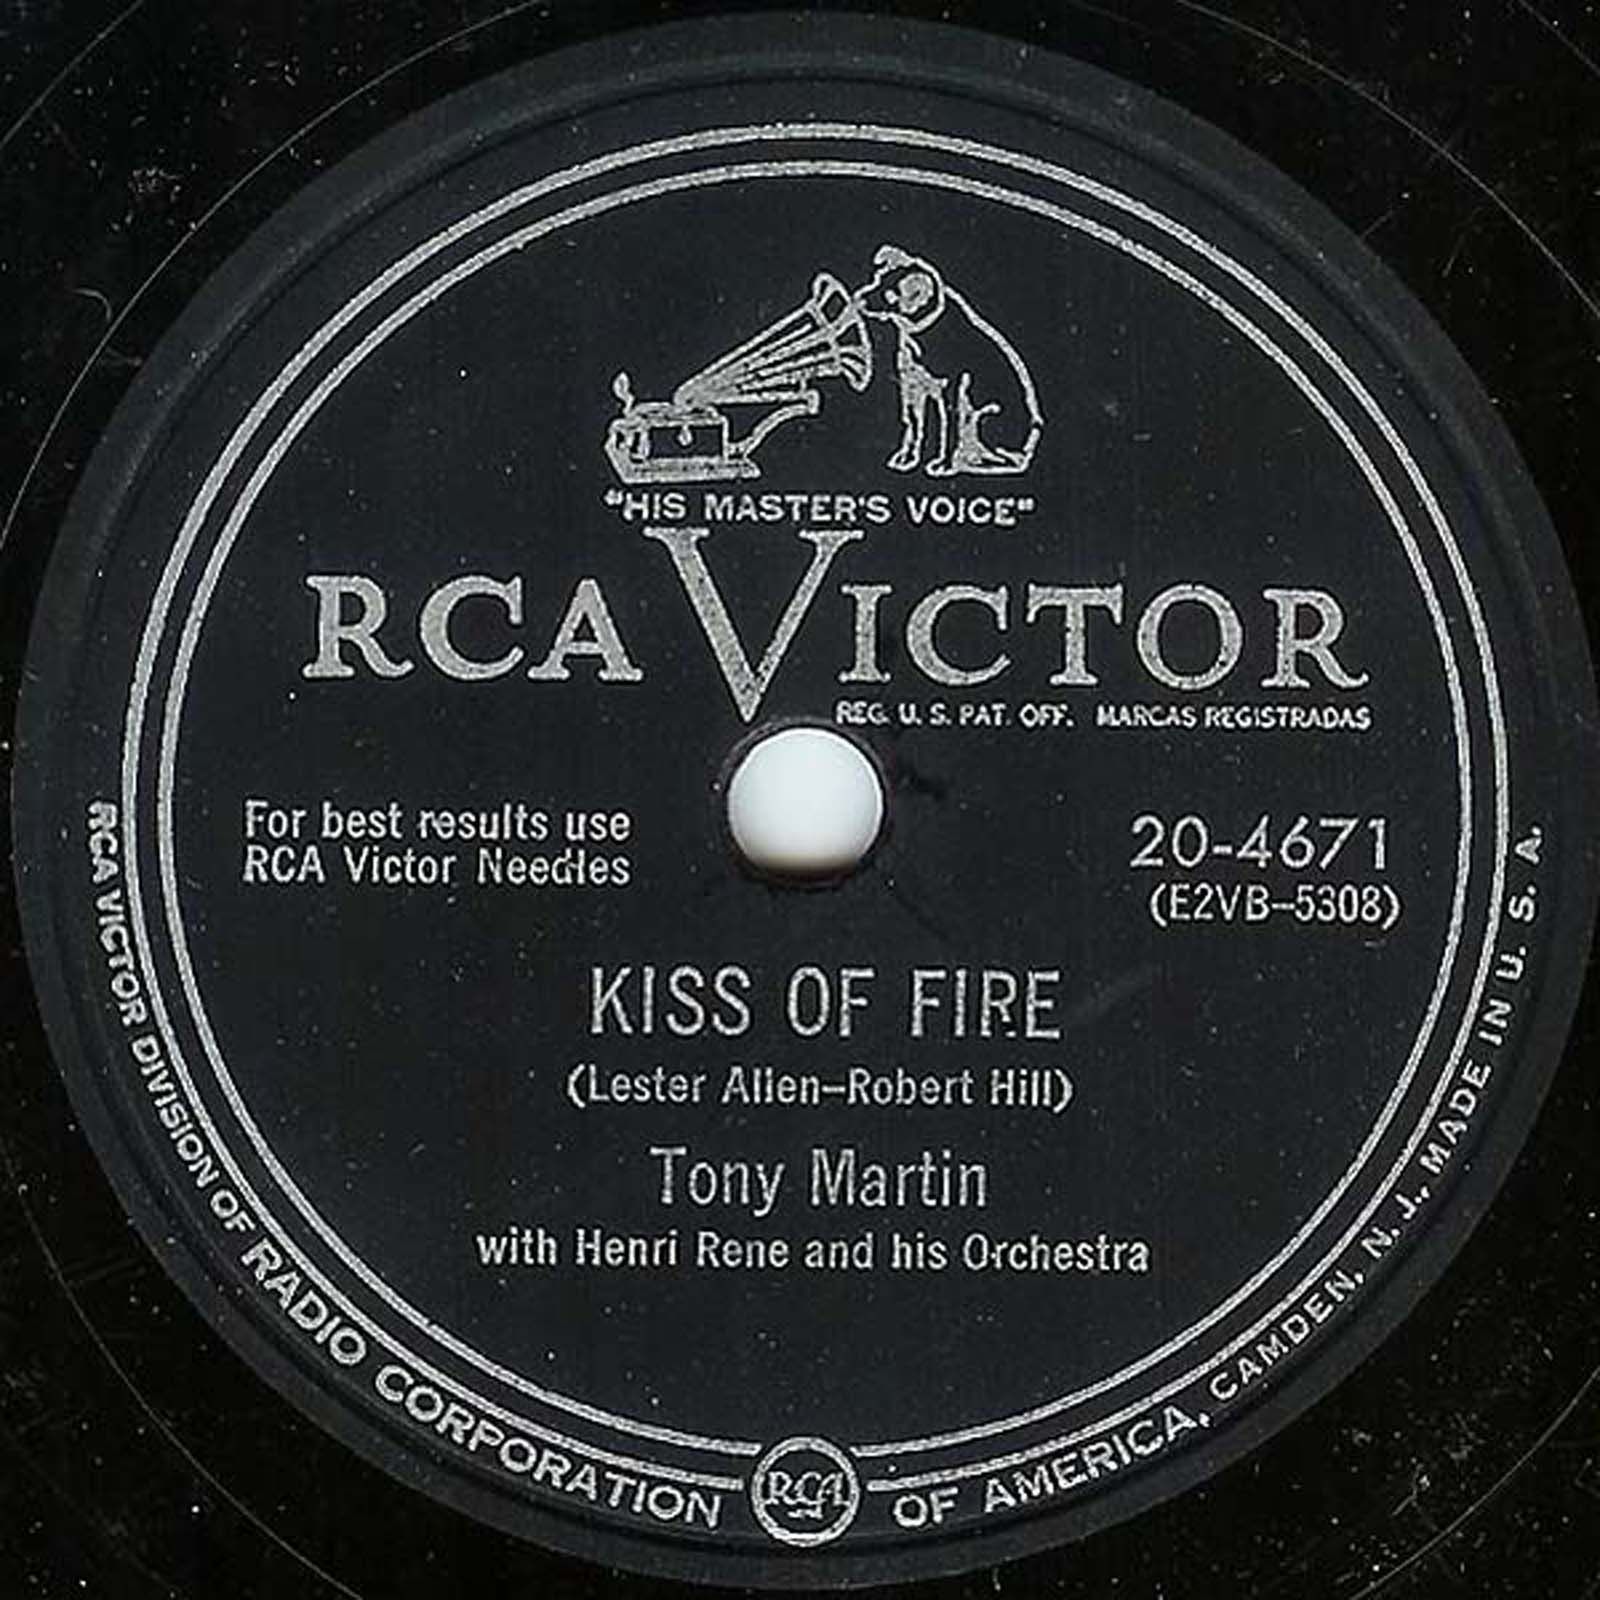 "HIS MASTER'S VOICE"
RCA VICTOR
REG. U. S. PAT. OFF. MARCAS REGISTRADAS
For best results use
RCA Victor Needles
20-4671
(E2VB-5308)
KISS OF FIRE
(Lester Allen-Robert Hill)
Tony Martin
with Henri Rene and his Orchestra
RCA VICTOR DIVISION OF RADIO CORPORATION OF AMERICA, CAMDEN, N. J., MADE IN U. S. A.
RCA